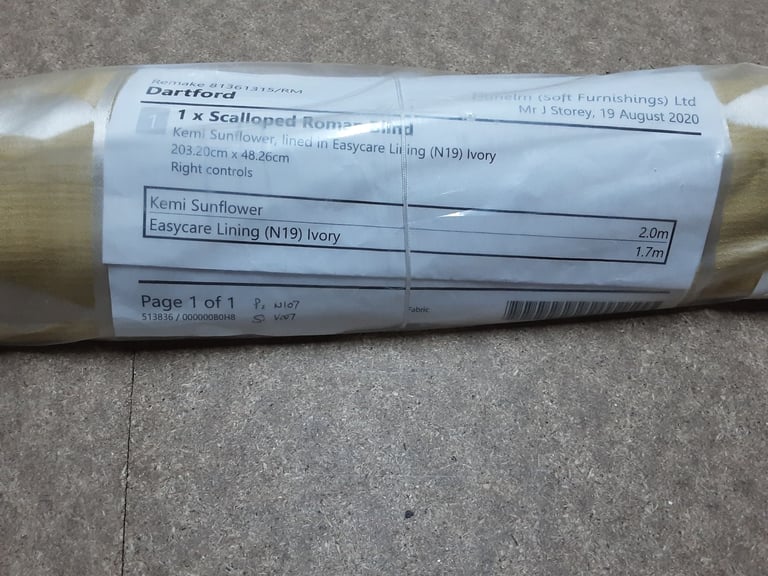 Remake 81361315/RM
Dartford
Dunelm (Soft Furnishings) Ltd
Mr J Storey, 19 August 2020
1
1 x Scalloped Roman Blind
Kemi Sunflower, lined in Easycare Lining (N19) Ivory
203.20cm x 48.26cm
Right controls
Kemi Sunflower 2.0m
Easycare Lining (N19) Ivory 1.7m
Page 1 of 1
P: N107
513836 / 00000080H8
Fabric